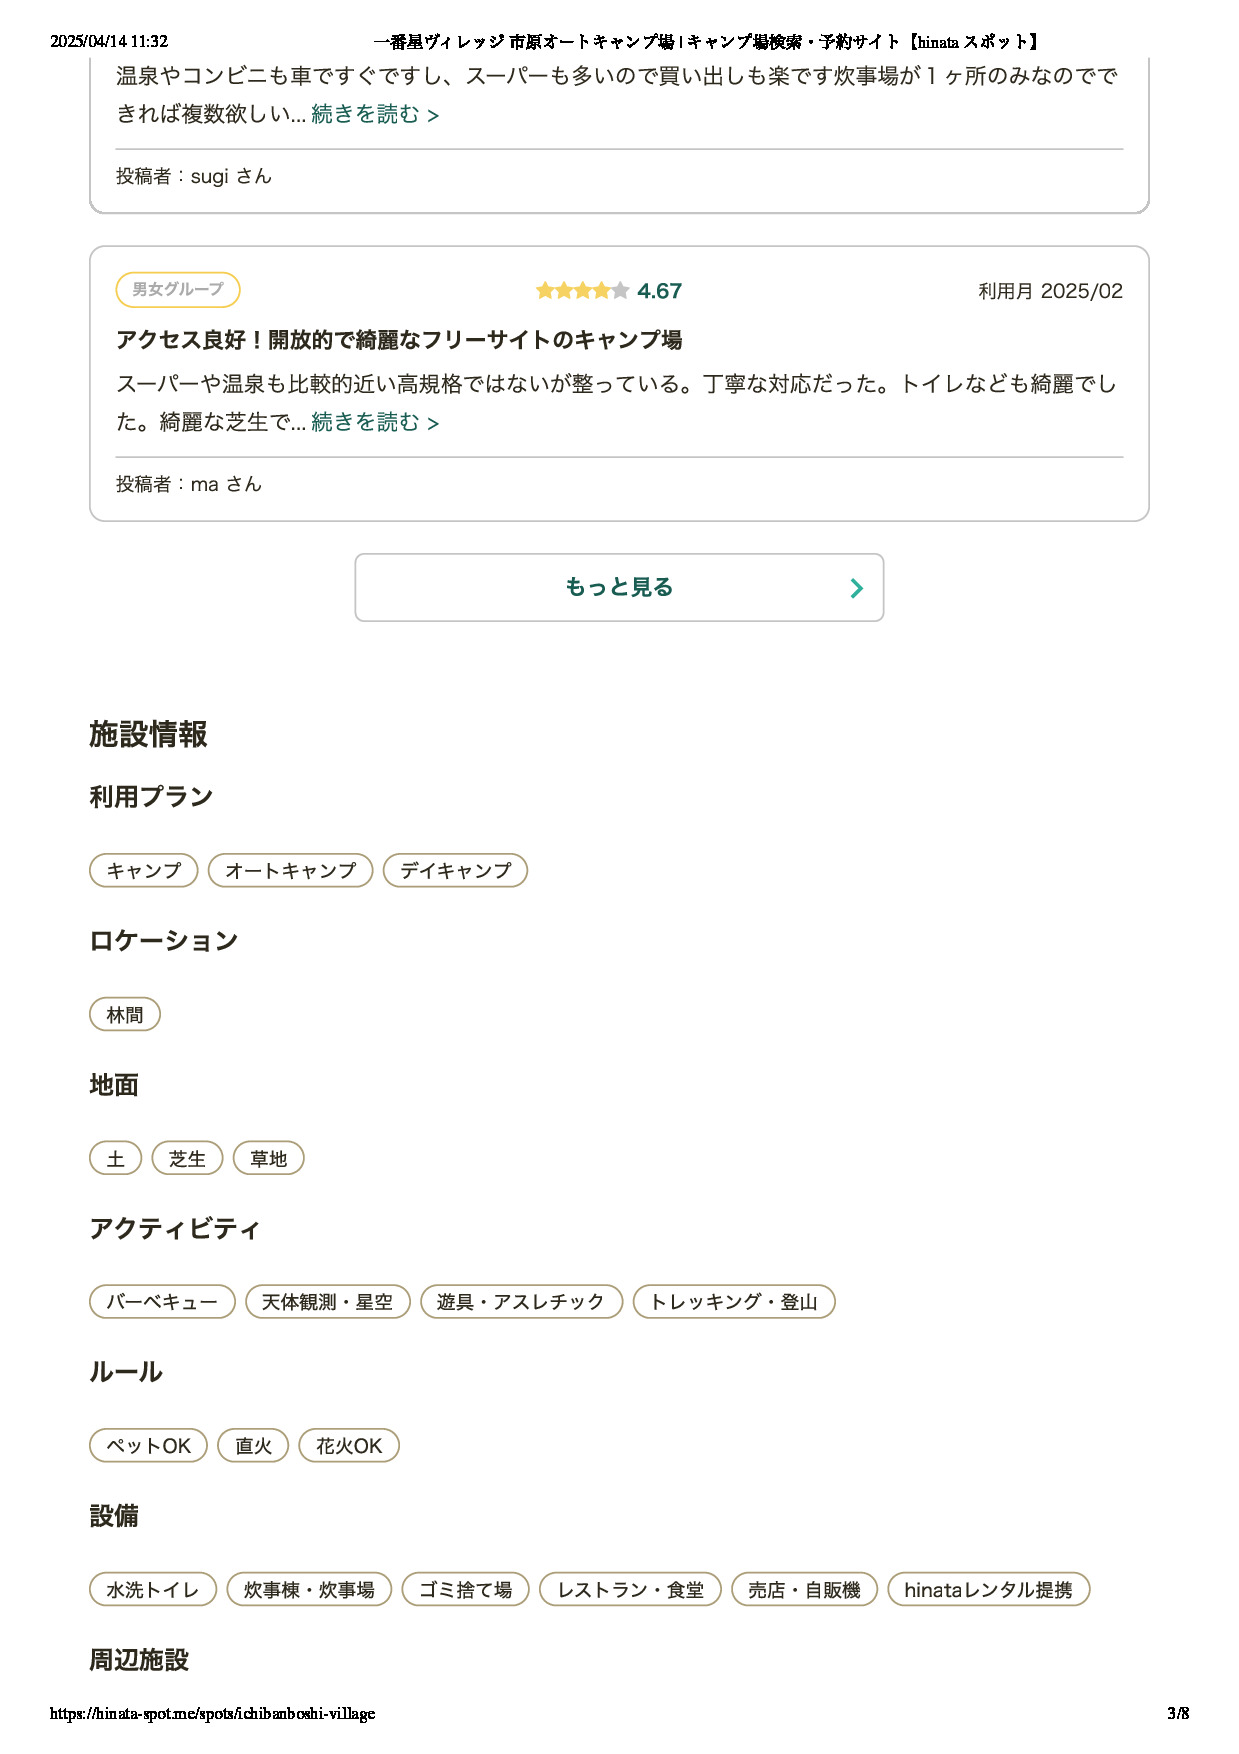 2025/04/14 11:32
一番星ヴィレッジ 市原オートキャンプ場 | キャンプ場検索・予約サイト【hinata スポット】
温泉やコンビニも車ですぐですし、スーパーも多いので買い出しも楽です炊事場が１ヶ所のみなのでで
きれば複数欲しい... 続きを読む >
投稿者：sugi さん
男女グループ
4.67
利用月 2025/02
アクセス良好！開放的で綺麗なフリーサイトのキャンプ場
スーパーや温泉も比較的近い高規格ではないが整っている。丁寧な対応だった。トイレなども綺麗でし
た。綺麗な芝生で... 続きを読む >
投稿者：ma さん
もっと見る
施設情報
利用プラン
キャンプ オートキャンプ デイキャンプ
ロケーション
林間
地面
土 芝生 草地
アクティビティ
バーベキュー 天体観測・星空 遊具・アスレチック トレッキング・登山
ルール
ペットOK 直火 花火OK
設備
水洗トイレ 炊事棟・炊事場 ゴミ捨て場 レストラン・食堂 売店・自販機 hinataレンタル提携
周辺施設
https://hinata-spot.me/spots/ichibanboshi-village
3/8